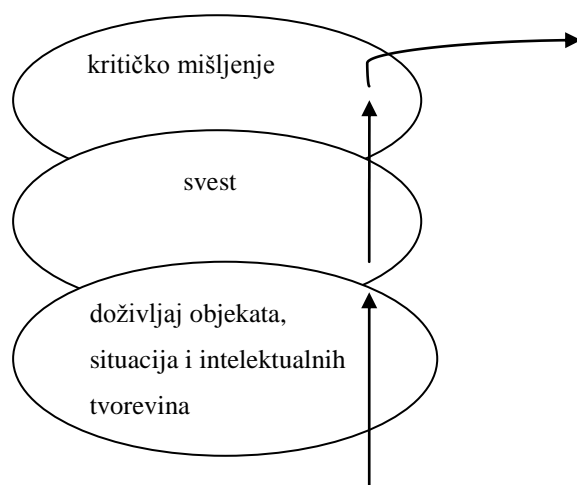 kritičko mišljenje
svest
doživljaj objekata,
situacija i intelektualnih
tvorevina